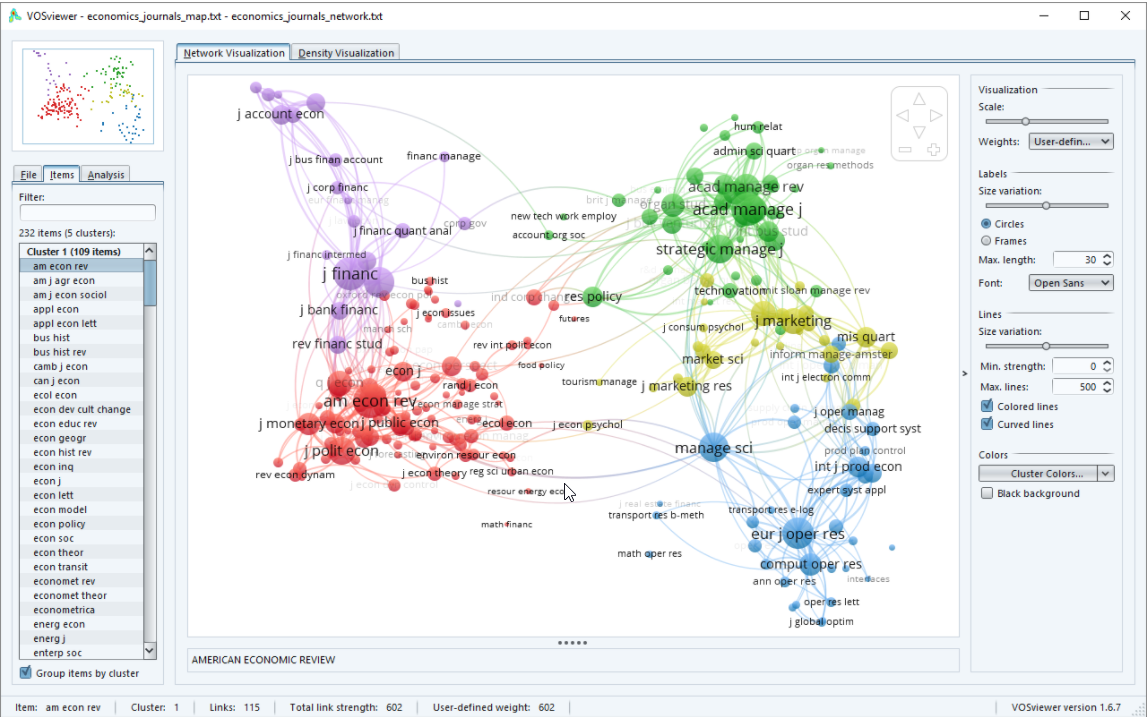 VOSviewer - economics_journals_map.txt - economics_journals_network.txt
Network Visualization
Density Visualization
File
Items
Analysis
Filter:
232 items (5 clusters):
Cluster 1 (109 items)
am econ rev
am j agr econ
am j econ sociol
appl econ
appl econ lett
bus hist
bus hist rev
camb j econ
can j econ
ecol econ
econ dev cult change
econ educ rev
econ geogr
econ hist rev
econ inq
econ j
econ lett
econ model
econ policy
econ soc
econ theor
econ transit
economet rev
economet theor
econometrica
energ econ
energ j
enterp soc
Group items by cluster
j account econ
j bus finan account
financ manage
j corp financ
corp gov
j financ quant anal
j financ intermed
j financ
bus hist
j bank financ
j econ issues
rev financ stud
hum relat
admin sci quart
organ res methods
acad manage rev
brit j manage
organ stud
acad manage j
new tech work employ
account org soc
strategic manage j
technovation
mit sloan manage rev
ind corp change
res policy
futures
j consum psychol
j marketing
mis quart
inform manage-amster
rev int polit econ
market sci
food policy
int j electron comm
tourism manage
j marketing res
econ j
rand j econ
am econ rev
econ manage strat
j monetary econ
j public econ
ecol econ
j econ psychol
j oper manag
decis support syst
manage sci
prod plan control
j polit econ
environ resour econ
int j prod econ
rev econ dynam
j econ theory
reg sci urban econ
expert syst appl
resour energy econ
j real estate financ
transport res b-meth
transport res e-log
math financ
eur j oper res
math oper res
comput oper res
ann oper res
interfaces
oper res lett
j global optim
AMERICAN ECONOMIC REVIEW
Visualization
Scale:
Weights:
User-defin...
Labels
Size variation:
Circles
Frames
Max. length:
30
Font:
Open Sans
Lines
Size variation:
Min. strength:
0
Max. lines:
500
Colored lines
Curved lines
Colors
Cluster Colors...
Black background
Item: am econ rev
Cluster: 1
Links: 115
Total link strength: 602
User-defined weight: 602
VOSviewer version 1.6.7